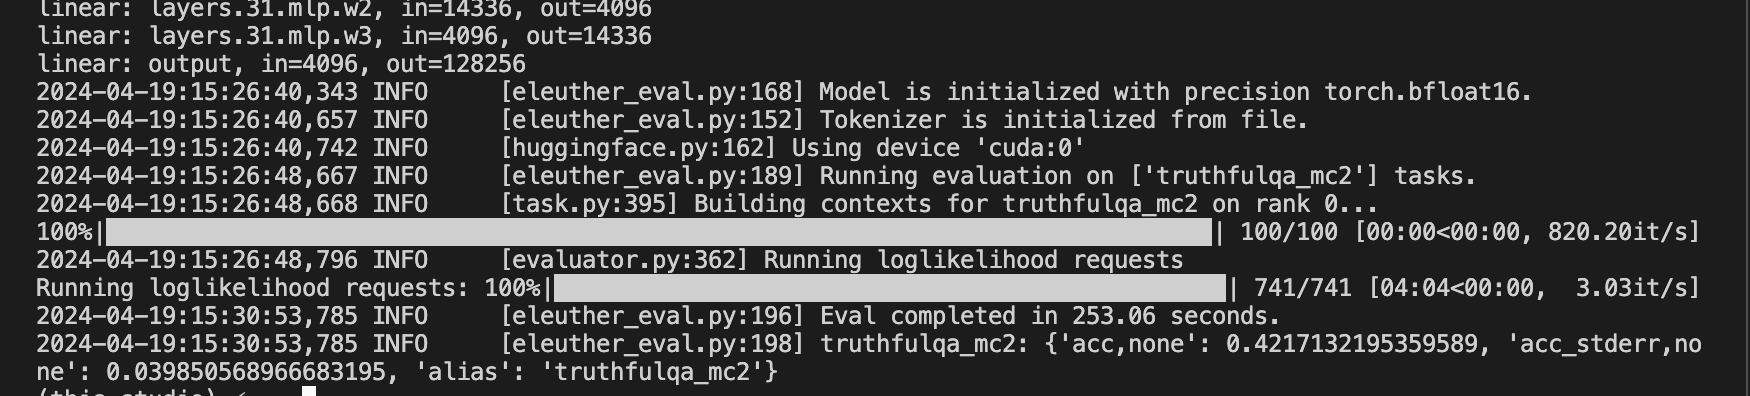 linear: layers.31.mlp.w2, in=14336, out=4096
linear: layers.31.mlp.w3, in=4096, out=14336
linear: output, in=4096, out=128256
2024-04-19:15:26:40,343 INFO     [eleuther_eval.py:168] Model is initialized with precision torch.bfloat16.
2024-04-19:15:26:40,657 INFO     [eleuther_eval.py:152] Tokenizer is initialized from file.
2024-04-19:15:26:40,742 INFO     [huggingface.py:162] Using device 'cuda:0'
2024-04-19:15:26:48,667 INFO     [eleuther_eval.py:189] Running evaluation on ['truthfulqa_mc2'] tasks.
2024-04-19:15:26:48,668 INFO     [task.py:395] Building contexts for truthfulqa_mc2 on rank 0...
100%| | 100/100 [00:00<00:00, 820.20it/s]
2024-04-19:15:26:48,796 INFO     [evaluator.py:362] Running loglikelihood requests
Running loglikelihood requests: 100%| | 741/741 [04:04<00:00,  3.03it/s]
2024-04-19:15:30:53,785 INFO     [eleuther_eval.py:196] Eval completed in 253.06 seconds.
2024-04-19:15:30:53,785 INFO     [eleuther_eval.py:198] truthfulqa_mc2: {'acc,none': 0.4217132195359589, 'acc_stderr,no
ne': 0.039850568966683195, 'alias': 'truthfulqa_mc2'}